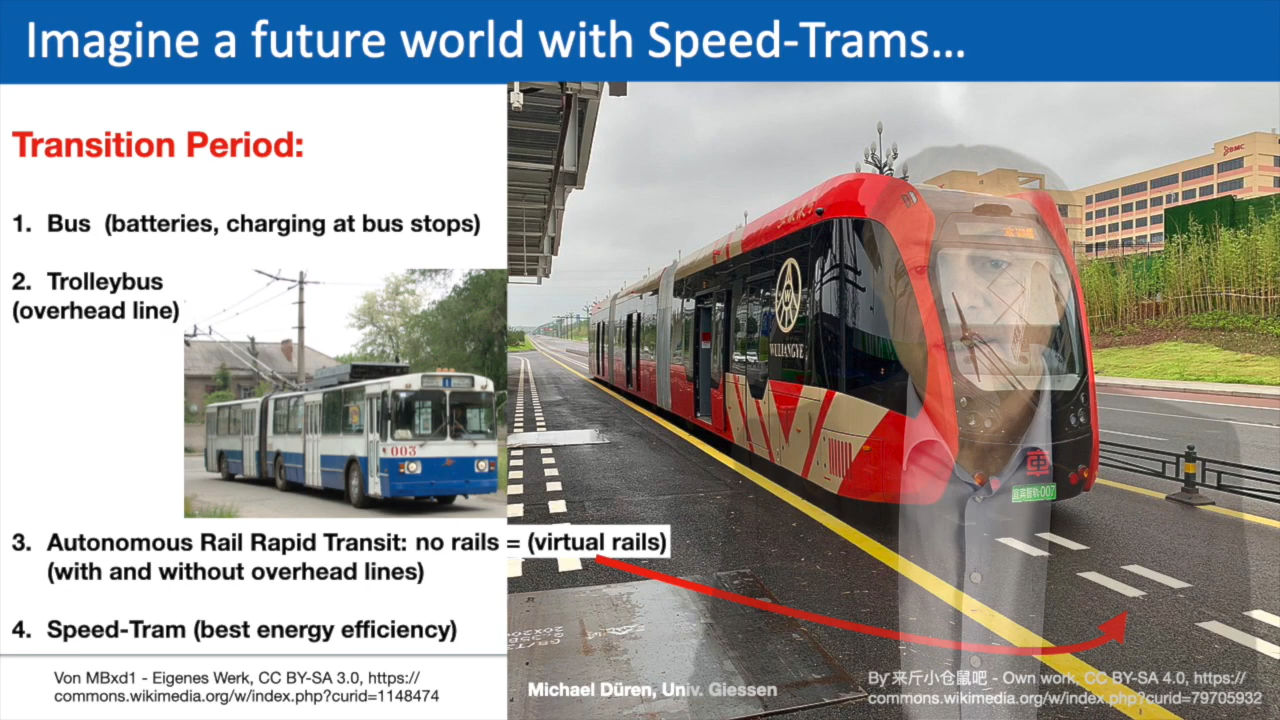 Imagine a future world with Speed-Trams...
Transition Period:
1. Bus (batteries, charging at bus stops)
2. Trolleybus
(overhead line)
003
3. Autonomous Rail Rapid Transit: no rails = (virtual rails)
(with and without overhead lines)
4. Speed-Tram (best energy efficiency)
Von MBxd1 - Eigenes Werk, CC BY-SA 3.0, https://
commons.wikimedia.org/w/index.php?curid=1148474
WULIANGYE
Michael Düren, Univ. Giessen
By 来斤小仓鼠吧 - Own work, CC BY-SA 4.0, https://
commons.wikimedia.org/w/index.php?curid=79705932